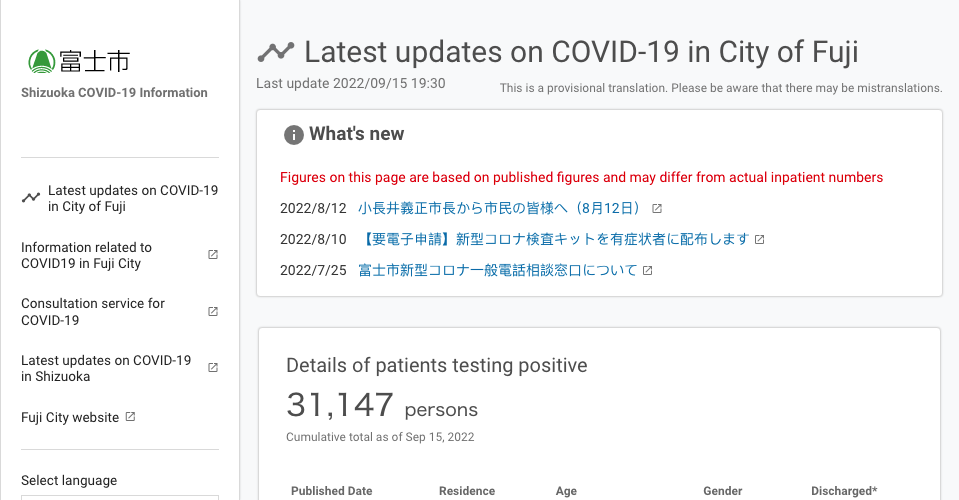 富士市
Shizuoka COVID-19 Information
Latest updates on COVID-19
in City of Fuji
Information related to
COVID19 in Fuji City
Consultation service for
COVID-19
Latest updates on COVID-19
in Shizuoka
Fuji City website
Select language
Latest updates on COVID-19 in City of Fuji
Last update 2022/09/15 19:30
This is a provisional translation. Please be aware that there may be mistranslations.
What's new
Figures on this page are based on published figures and may differ from actual inpatient numbers
2022/8/12 小長井義正市長から市民の皆様へ（8月12日）
2022/8/10 【要電子申請】新型コロナ検査キットを有症状者に配布します
2022/7/25 富士市新型コロナ一般電話相談窓口について
Details of patients testing positive
31,147 persons
Cumulative total as of Sep 15, 2022
Published Date Residence Age Gender Discharged*